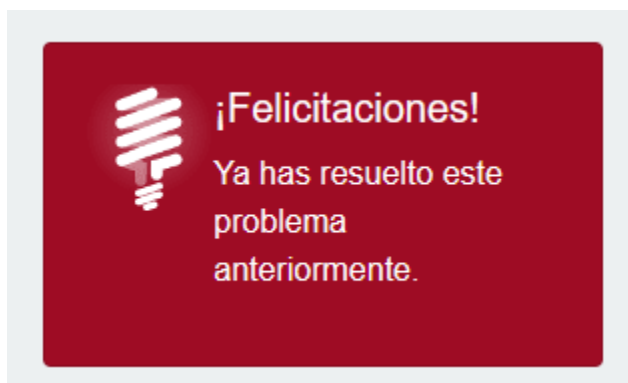 ¡Felicitaciones!
Ya has resuelto este
problema
anteriormente.